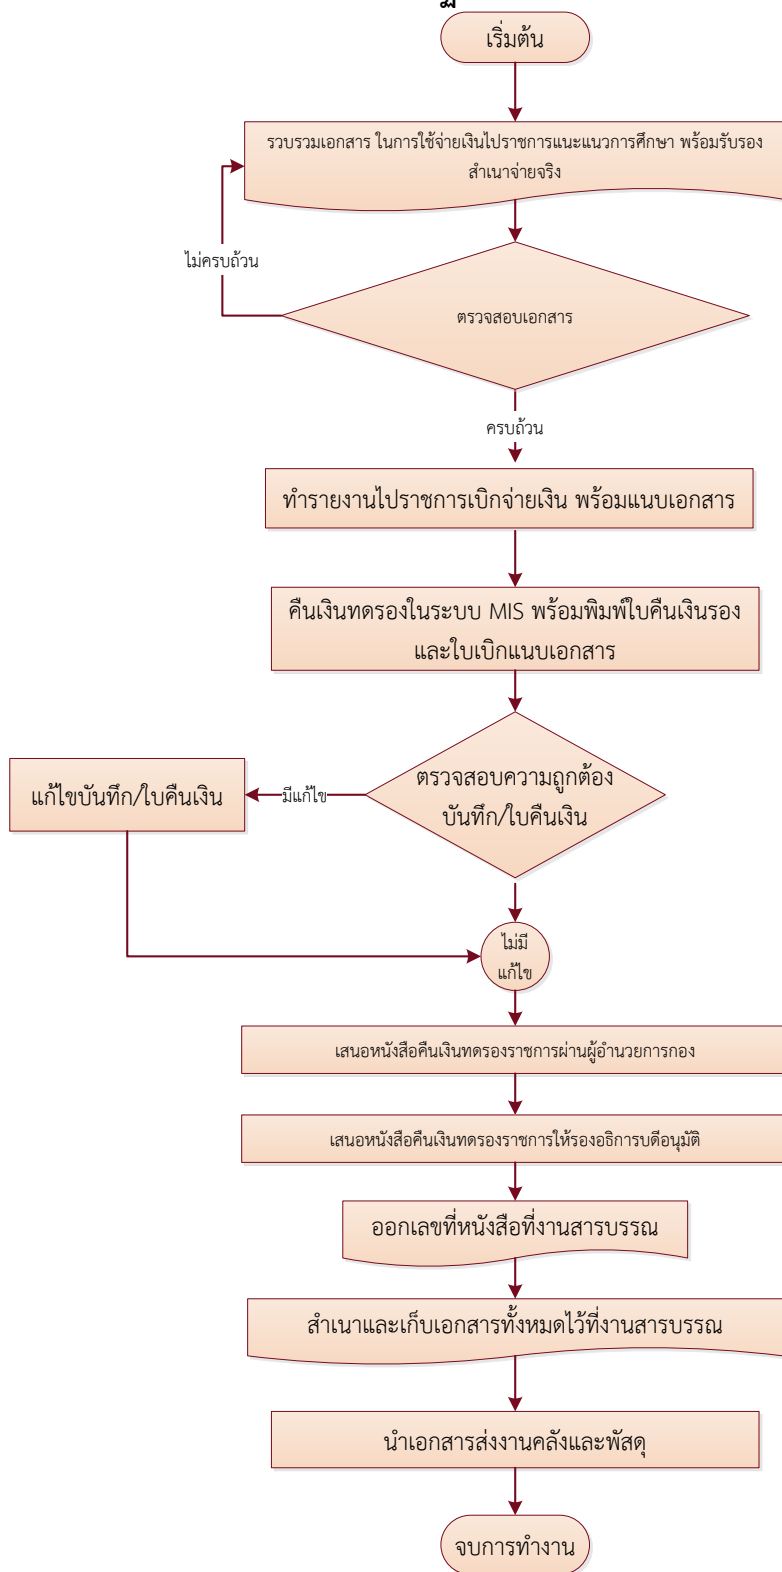 เริ่มต้น
รวบรวมเอกสาร ในการใช้จ่ายเงินไปราชการแนะแนวการศึกษา พร้อมรับรอง
สำเนาจ่ายจริง
ไม่ครบถ้วน
ตรวจสอบเอกสาร
ครบถ้วน
ทำรายงานไปราชการเบิกจ่ายเงิน พร้อมแนบเอกสาร
คืนเงินทดรองในระบบ MIS พร้อมพิมพ์ใบคืนเงินรอง
และใบเบิกแนบเอกสาร
ตรวจสอบความถูกต้อง
บันทึก/ใบคืนเงิน
มีแก้ไข
แก้ไขบันทึก/ใบคืนเงิน
ไม่มี
แก้ไข
เสนอหนังสือคืนเงินทดรองราชการผ่านผู้อำนวยการกอง
เสนอหนังสือคืนเงินทดรองราชการให้รองอธิการบดีอนุมัติ
ออกเลขที่หนังสือที่งานสารบรรณ
สำเนาและเก็บเอกสารทั้งหมดไว้ที่งานสารบรรณ
นำเอกสารส่งงานคลังและพัสดุ
จบการทำงาน